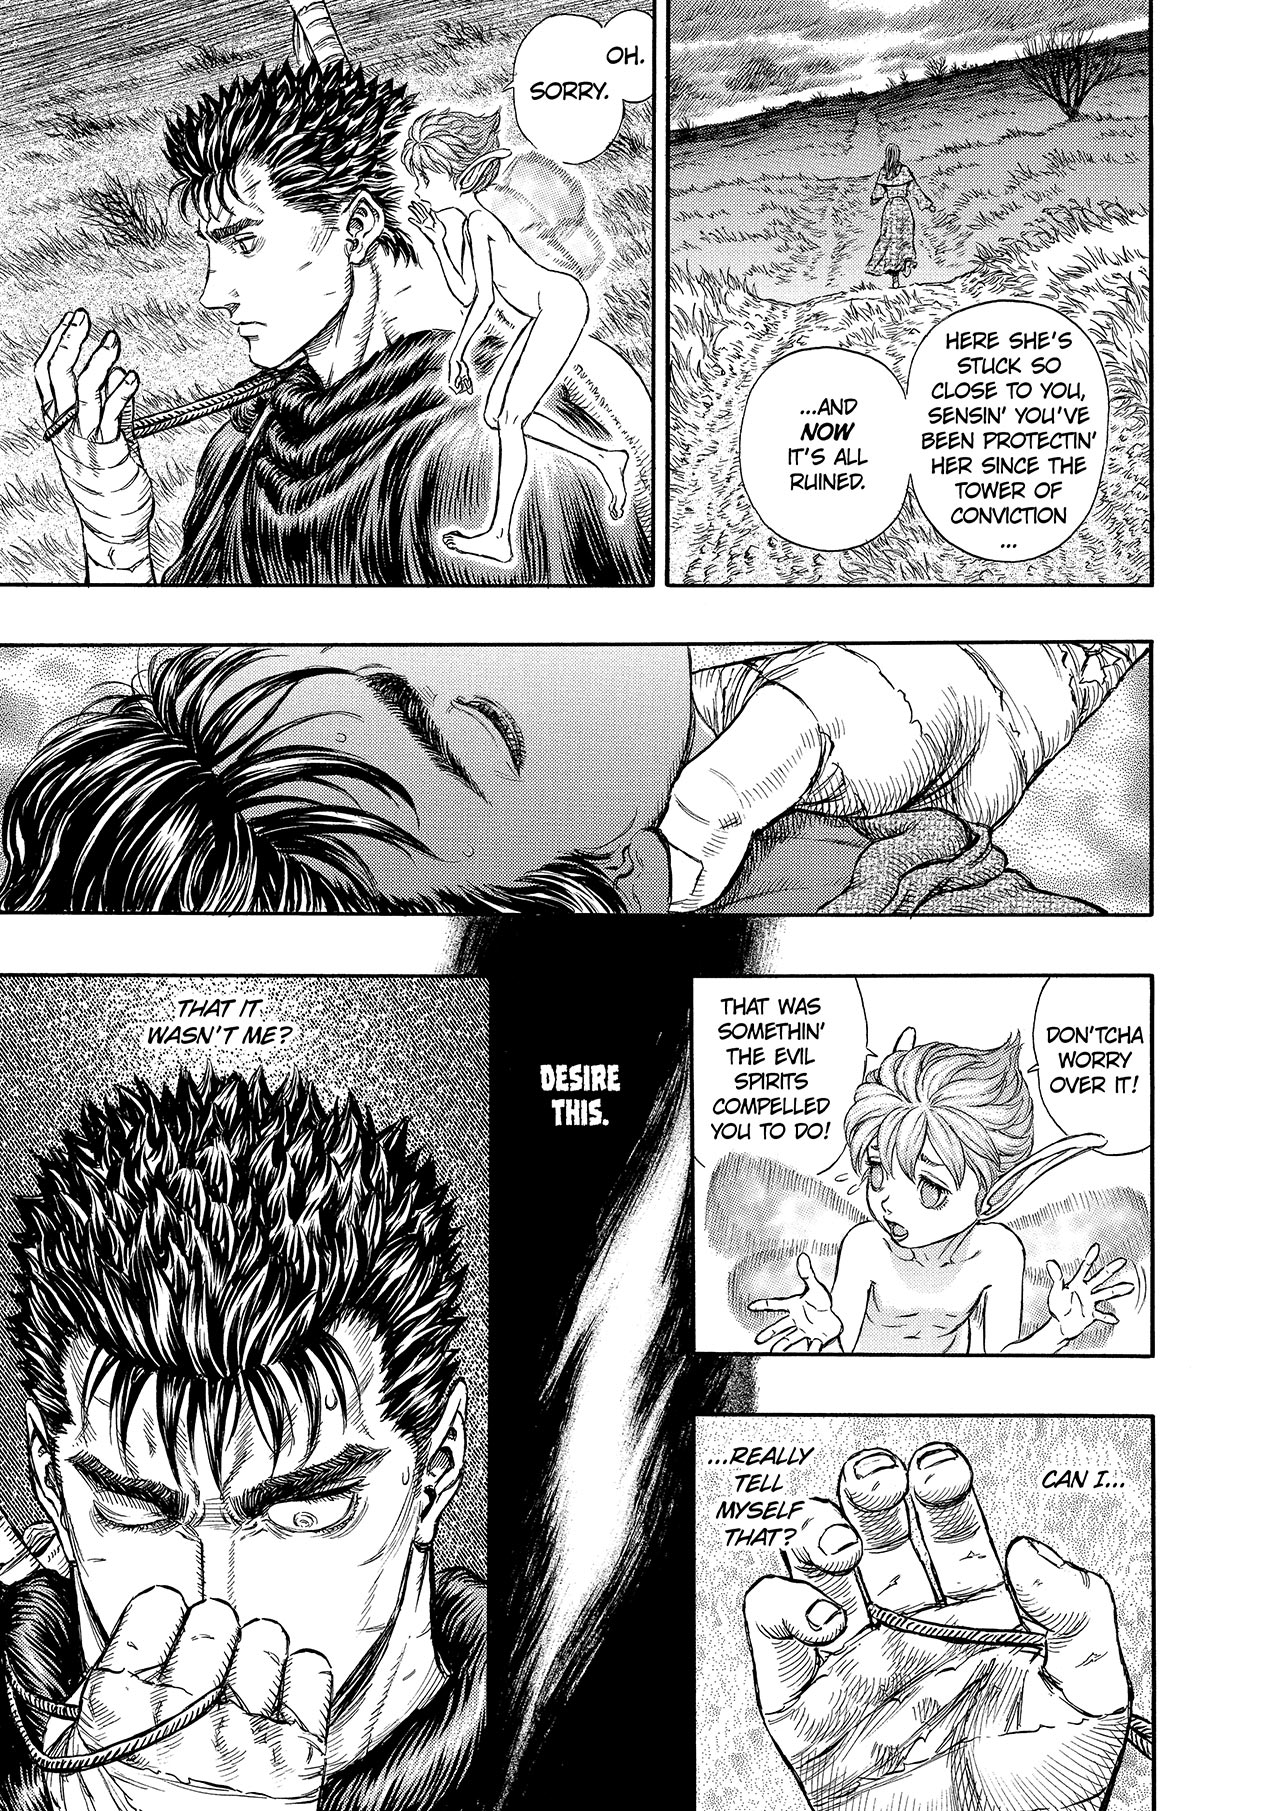 HERE SHE'S
STUCK SO
CLOSE TO YOU,
SENSIN' YOU'VE
BEEN PROTECTIN'
HER SINCE THE
TOWER OF
CONVICTION
...
...AND
NOW
IT'S ALL
RUINED.
OH.
SORRY.
DON'TCHA
WORRY
OVER IT!
THAT WAS
SOMETHIN'
THE EVIL
SPIRITS
COMPELLED
YOU TO DO!
CAN I...
...REALLY
TELL
MYSELF
THAT?
DESIRE
THIS.
THAT IT
WASN'T ME?